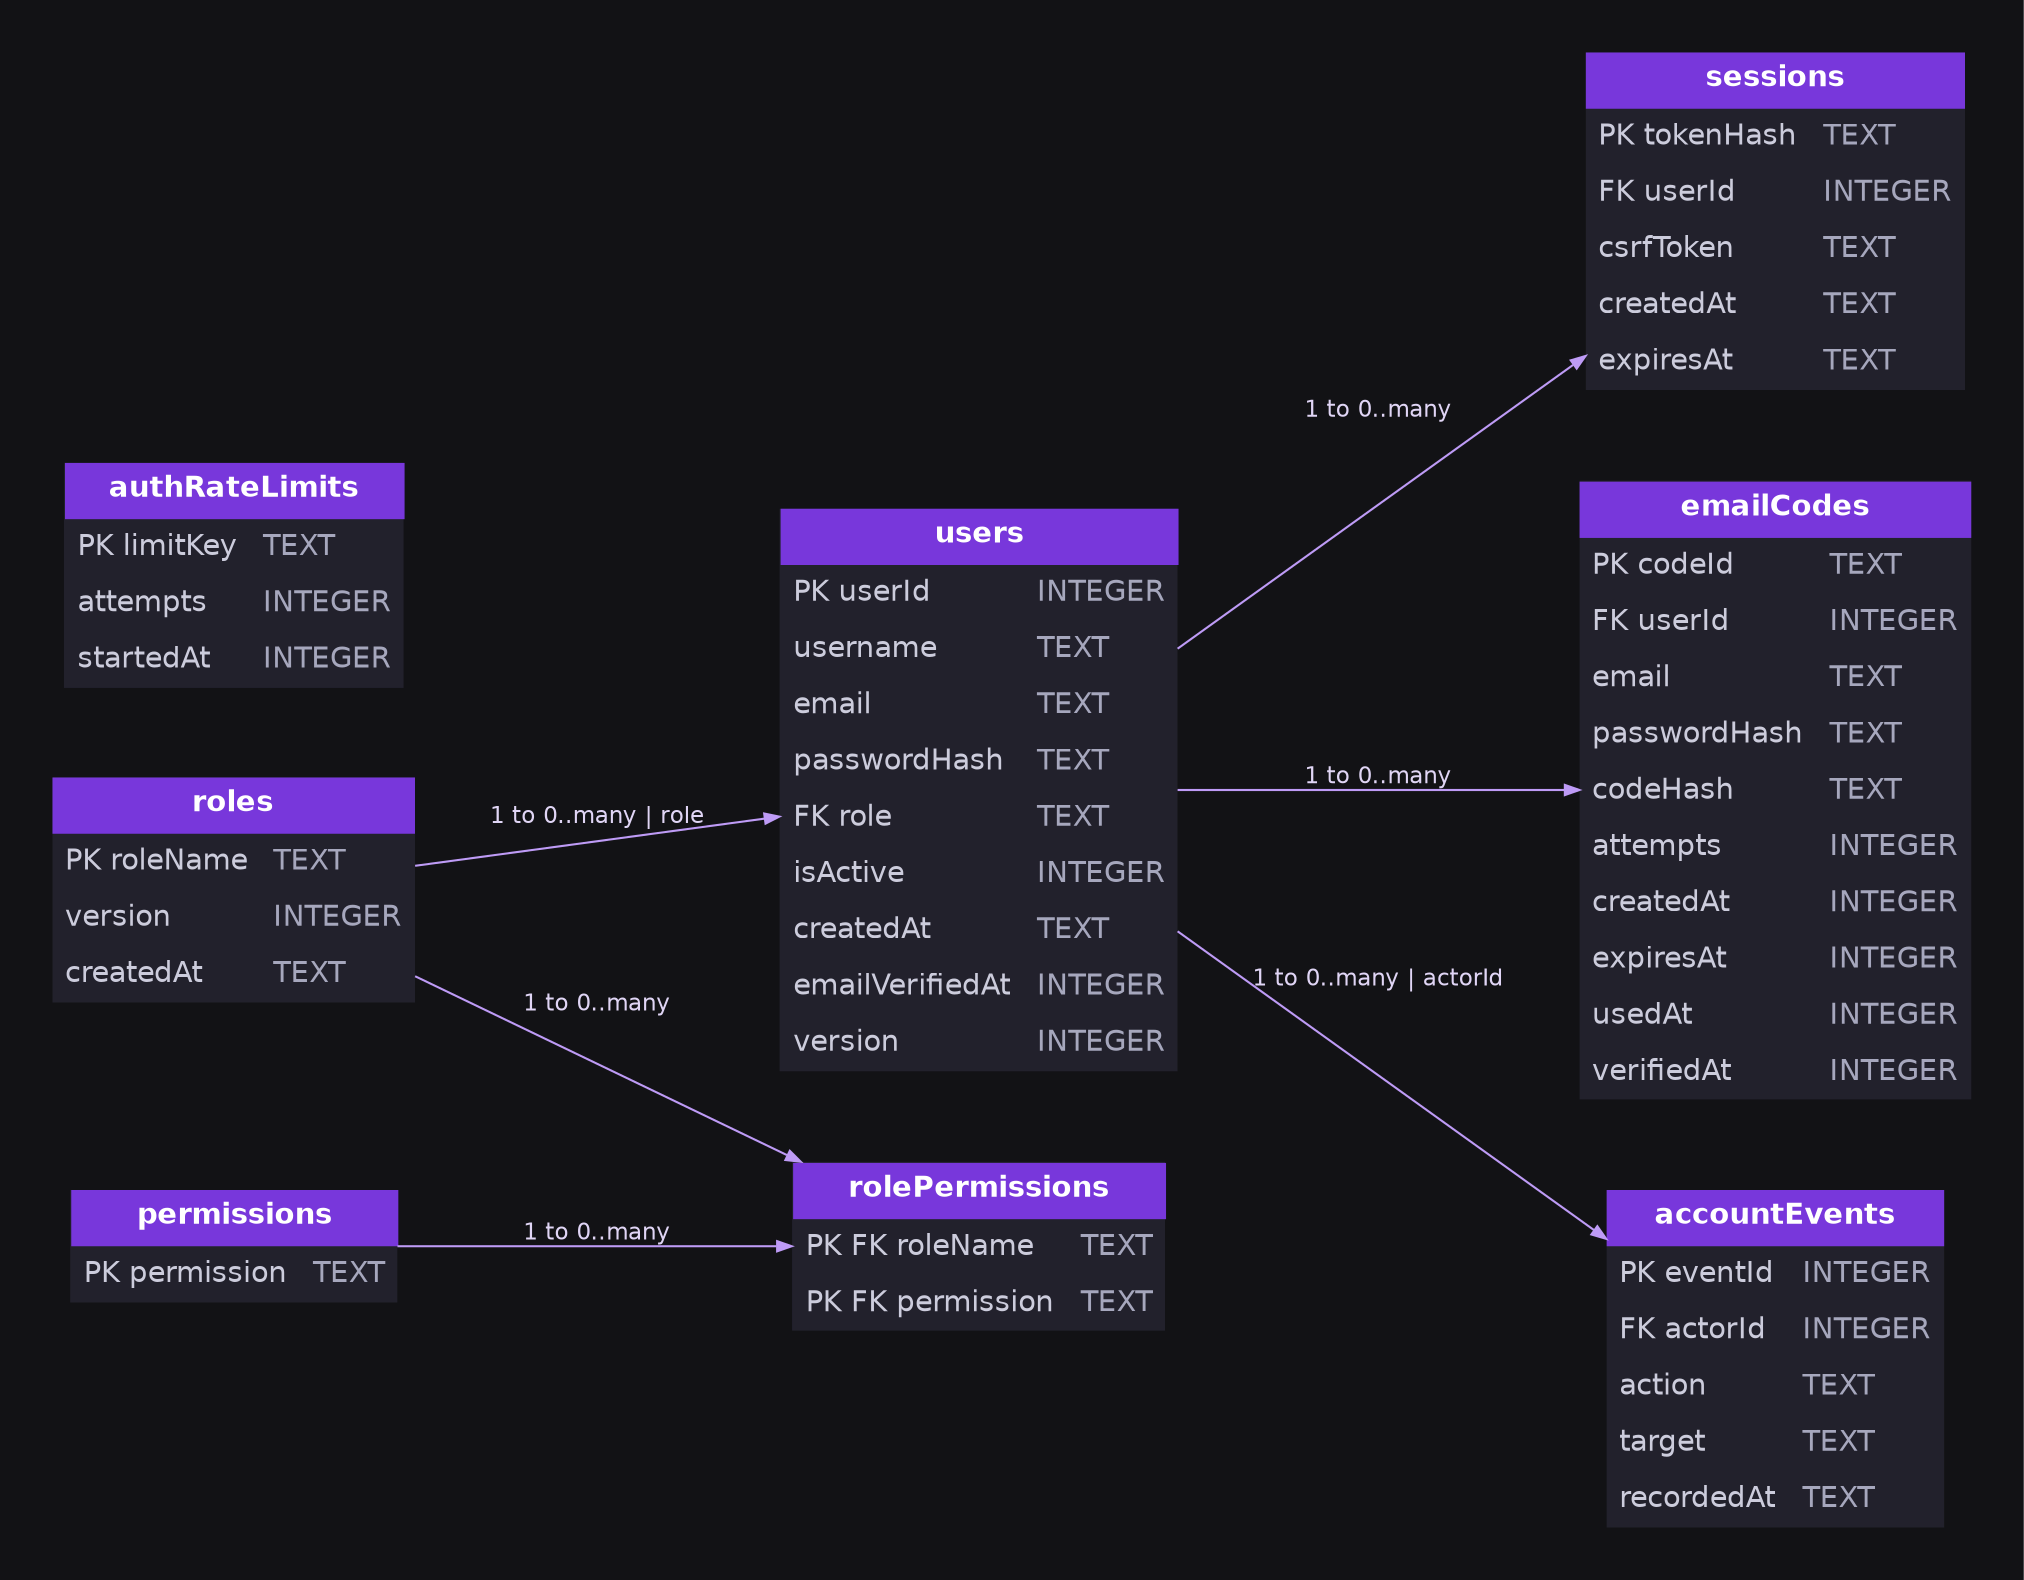 sessions
PK tokenHash TEXT
FK userId INTEGER
csrfToken TEXT
createdAt TEXT
expiresAt TEXT
1 to 0..many
authRateLimits
PK limitKey TEXT
attempts INTEGER
startedAt INTEGER
users
PK userId INTEGER
username TEXT
email TEXT
passwordHash TEXT
FK role TEXT
isActive INTEGER
createdAt TEXT
emailVerifiedAt INTEGER
version INTEGER
emailCodes
PK codeId TEXT
FK userId INTEGER
email TEXT
passwordHash TEXT
codeHash TEXT
attempts INTEGER
createdAt INTEGER
expiresAt INTEGER
usedAt INTEGER
verifiedAt INTEGER
1 to 0..many
roles
PK roleName TEXT
version INTEGER
createdAt TEXT
1 to 0..many | role
1 to 0..many | actorId
1 to 0..many
permissions
PK permission TEXT
1 to 0..many
rolePermissions
PK FK roleName TEXT
PK FK permission TEXT
accountEvents
PK eventId INTEGER
FK actorId INTEGER
action TEXT
target TEXT
recordedAt TEXT